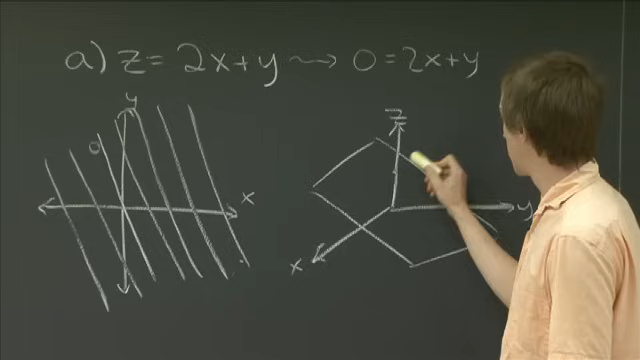 a) z = 2x+y ⇝ 0 = 2x+y
y
0
x
z
y
x